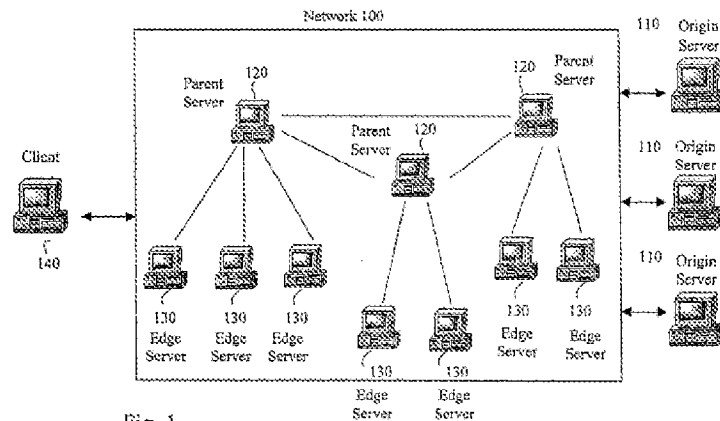 Network 100
110 Origin
Server
120
Parent
Server
120
Parent
Server
120
Parent
Server
Client
140
110 Origin
Server
110 Origin
Server
130
Edge
Server
130
Edge
Server
130
Edge
Server
130
Edge
Server
130
Edge
Server
130
Edge
Server
130
Edge
Server
Fig. 1